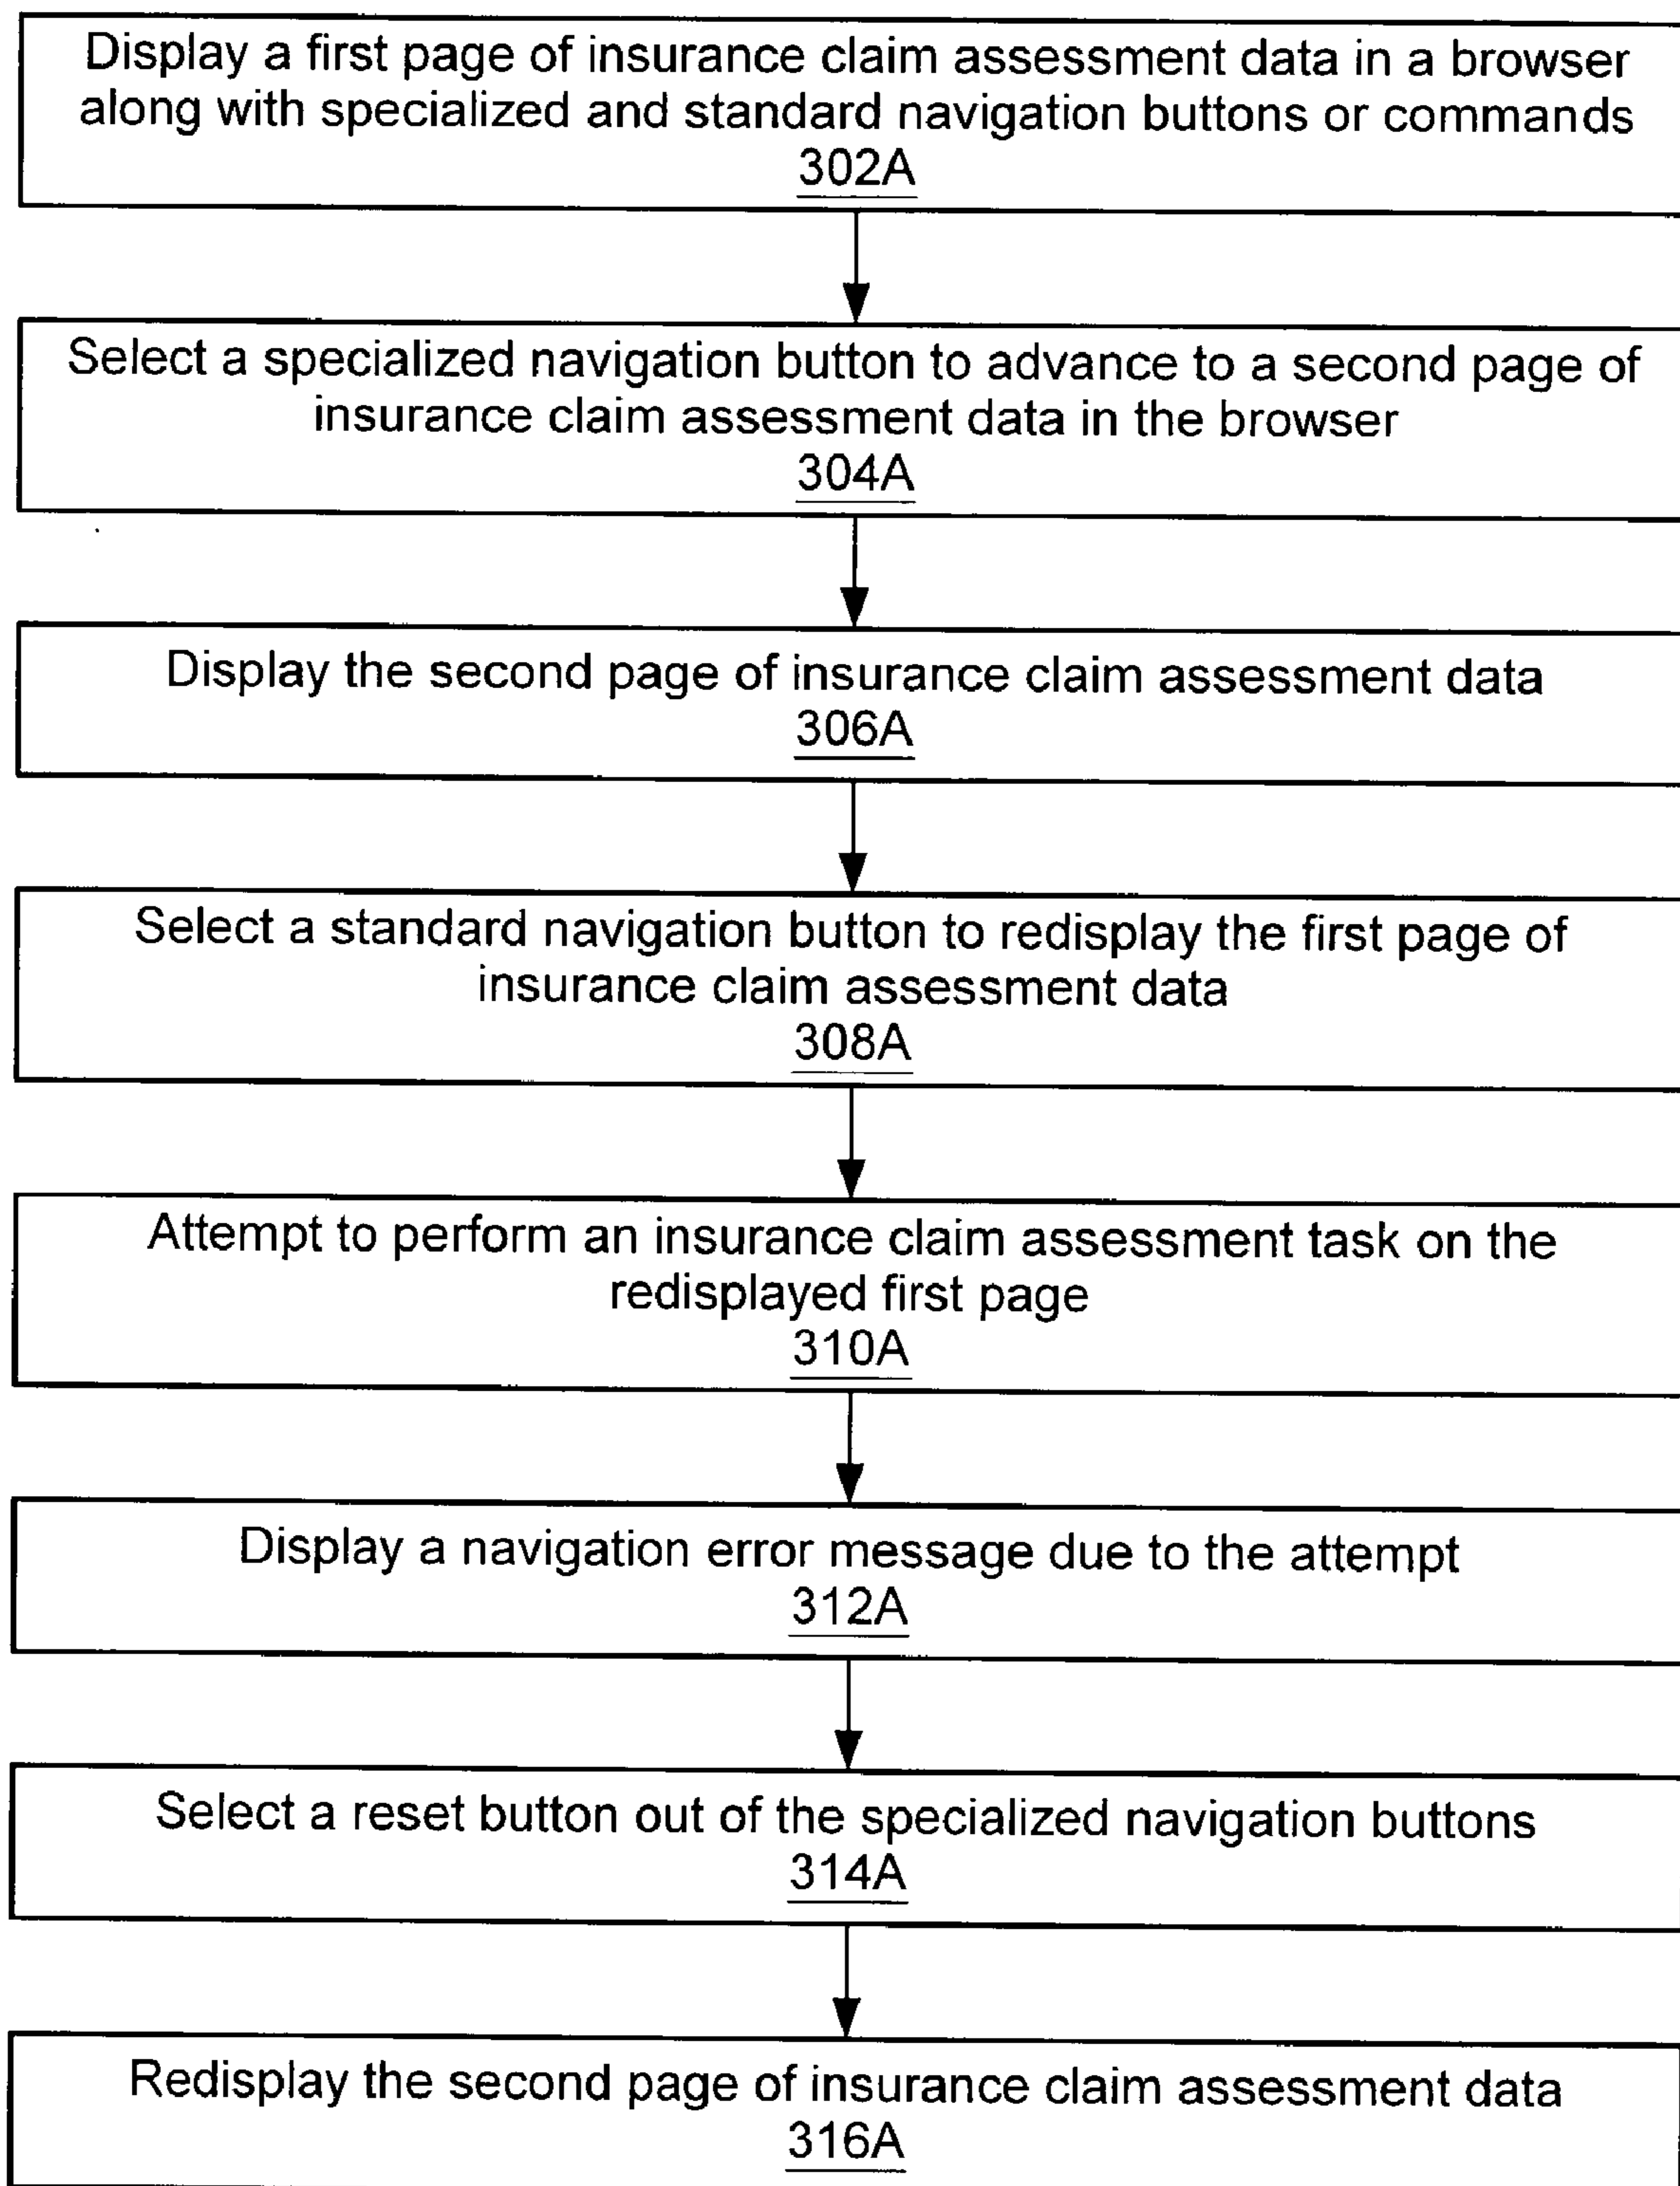 Display a first page of insurance claim assessment data in a browser
along with specialized and standard navigation buttons or commands
302A
Select a specialized navigation button to advance to a second page of
insurance claim assessment data in the browser
304A
Display the second page of insurance claim assessment data
306A
Select a standard navigation button to redisplay the first page of
insurance claim assessment data
308A
Attempt to perform an insurance claim assessment task on the
redisplayed first page
310A
Display a navigation error message due to the attempt
312A
Select a reset button out of the specialized navigation buttons
314A
Redisplay the second page of insurance claim assessment data
316A